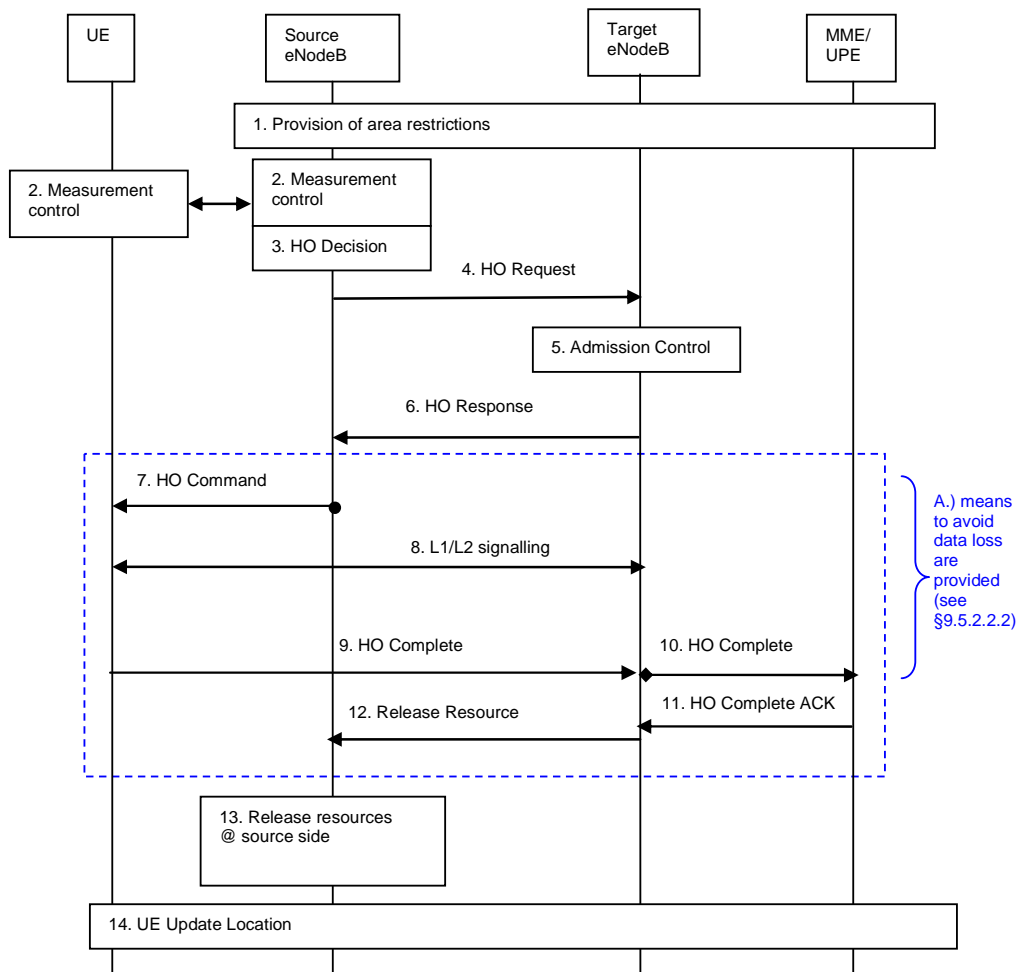 UE
Source
eNodeB
Target
eNodeB
MME/
UPE
1. Provision of area restrictions
2. Measurement
control
2. Measurement
control
3. HO Decision
4. HO Request
5. Admission Control
6. HO Response
7. HO Command
A.) means
to avoid
data loss
are
provided
(see
§9.5.2.2.2)
8. L1/L2 signalling
9. HO Complete
10. HO Complete
11. HO Complete ACK
12. Release Resource
13. Release resources
@ source side
14. UE Update Location